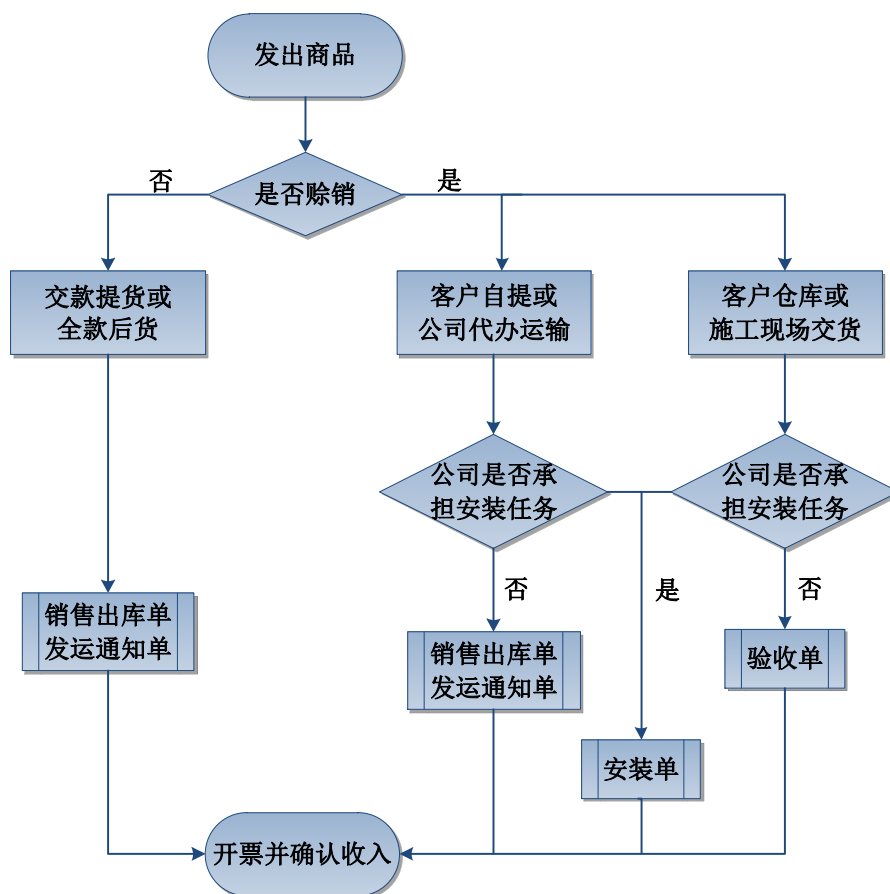 发出商品
否
是否赊销
是
交款提货或
全款后货
客户自提或
公司代办运输
客户仓库或
施工现场交货
公司是否承
担安装任务
公司是否承
担安装任务
否
是
否
销售出库单
发运通知单
销售出库单
发运通知单
验收单
安装单
开票并确认收入